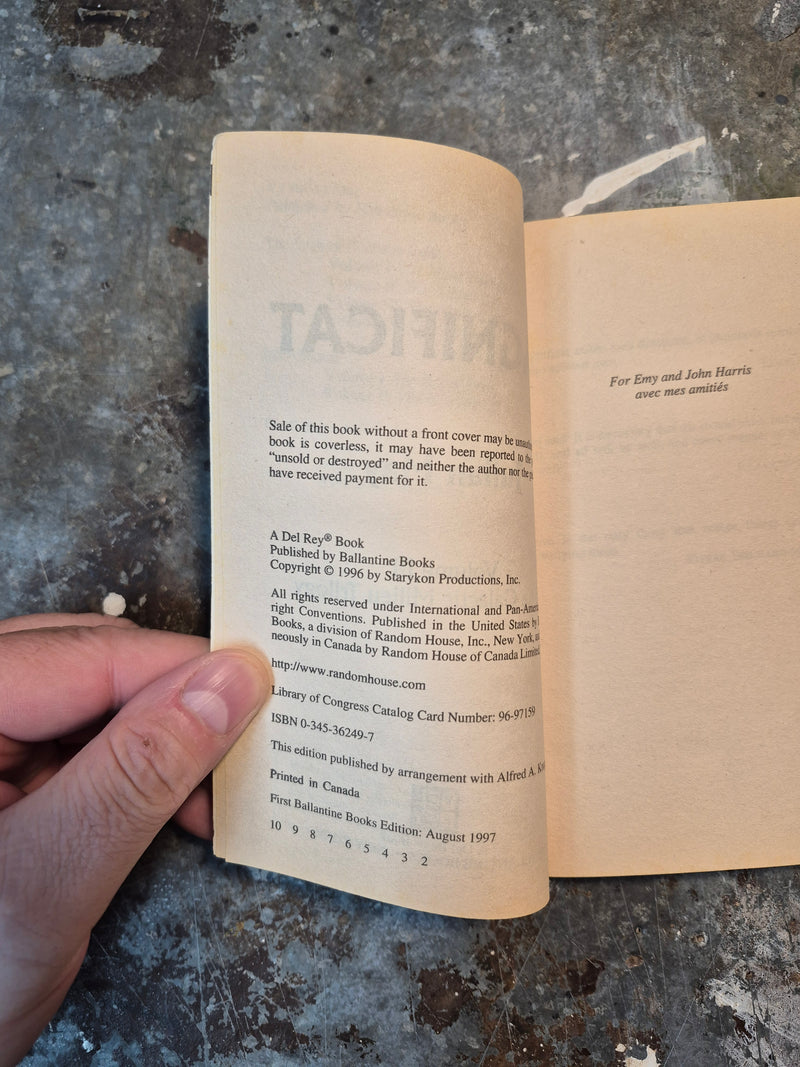 Sale of this book without a front cover may be
book is coverless, it may have been reported to the
"unsold or destroyed" and neither the author nor the
have received payment for it.
A Del Rey® Book
Published by Ballantine Books
Copyright © 1996 by Starykon Productions, Inc.
All rights reserved under International and
right Conventions. Published in the United States by
Books, a division of Random House, Inc., New York,
neously in Canada by Random House of Canada
http://www.randomhouse.com
Library of Congress Catalog Card Number: 96-97159
ISBN 0-345-36249-7
This edition published by arrangement with Alfred A.
Printed in Canada
First Ballantine Books Edition: August 1997
10 9 8 7 6 5 4 3 2
For Emy and John Harris
avec mes amitiés